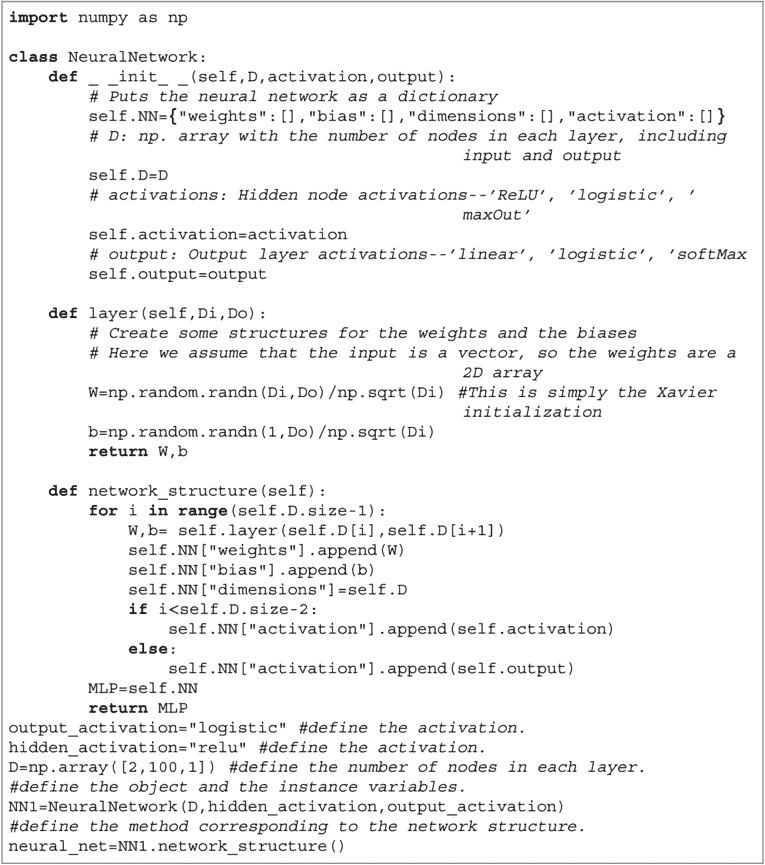 import numpy as np
class NeuralNetwork:
    def _ _init_ _(self,D,activation,output):
        # Puts the neural network as a dictionary
        self.NN={"weights":[],"bias":[],"dimensions":[],"activation":[]}
        # D: np. array with the number of nodes in each layer, including
                                              input and output
        self.D=D
        # activations: Hidden node activations--’ReLU’, ’logistic’, ’
                                              maxOut’
        self.activation=activation
        # output: Output layer activations--’linear’, ’logistic’, ’softMax
        self.output=output
    def layer(self,Di,Do):
        # Create some structures for the weights and the biases
        # Here we assume that the input is a vector, so the weights are a
                                              2D array
        W=np.random.randn(Di,Do)/np.sqrt(Di) #This is simply the Xavier
                                              initialization
        b=np.random.randn(1,Do)/np.sqrt(Di)
        return W,b
    def network_structure(self):
        for i in range(self.D.size-1):
            W,b= self.layer(self.D[i],self.D[i+1])
            self.NN["weights"].append(W)
            self.NN["bias"].append(b)
            self.NN["dimensions"]=self.D
            if i<self.D.size-2:
                self.NN["activation"].append(self.activation)
            else:
                self.NN["activation"].append(self.output)
        MLP=self.NN
        return MLP
output_activation="logistic" #define the activation.
hidden_activation="relu" #define the activation.
D=np.array([2,100,1]) #define the number of nodes in each layer.
#define the object and the instance variables.
NN1=NeuralNetwork(D,hidden_activation,output_activation)
#define the method corresponding to the network structure.
neural_net=NN1.network_structure()